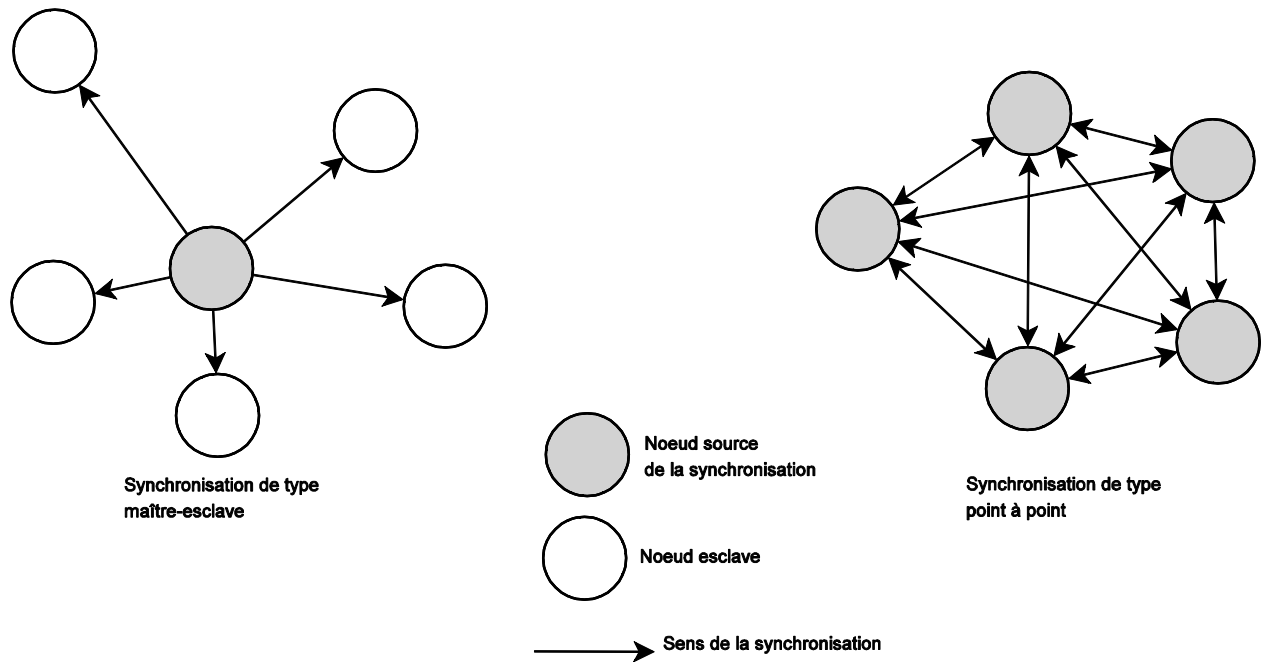 Synchronisation de type
maître-esclave
Noeud source
de la synchronisation
Noeud esclave
Sens de la synchronisation
Synchronisation de type
point à point